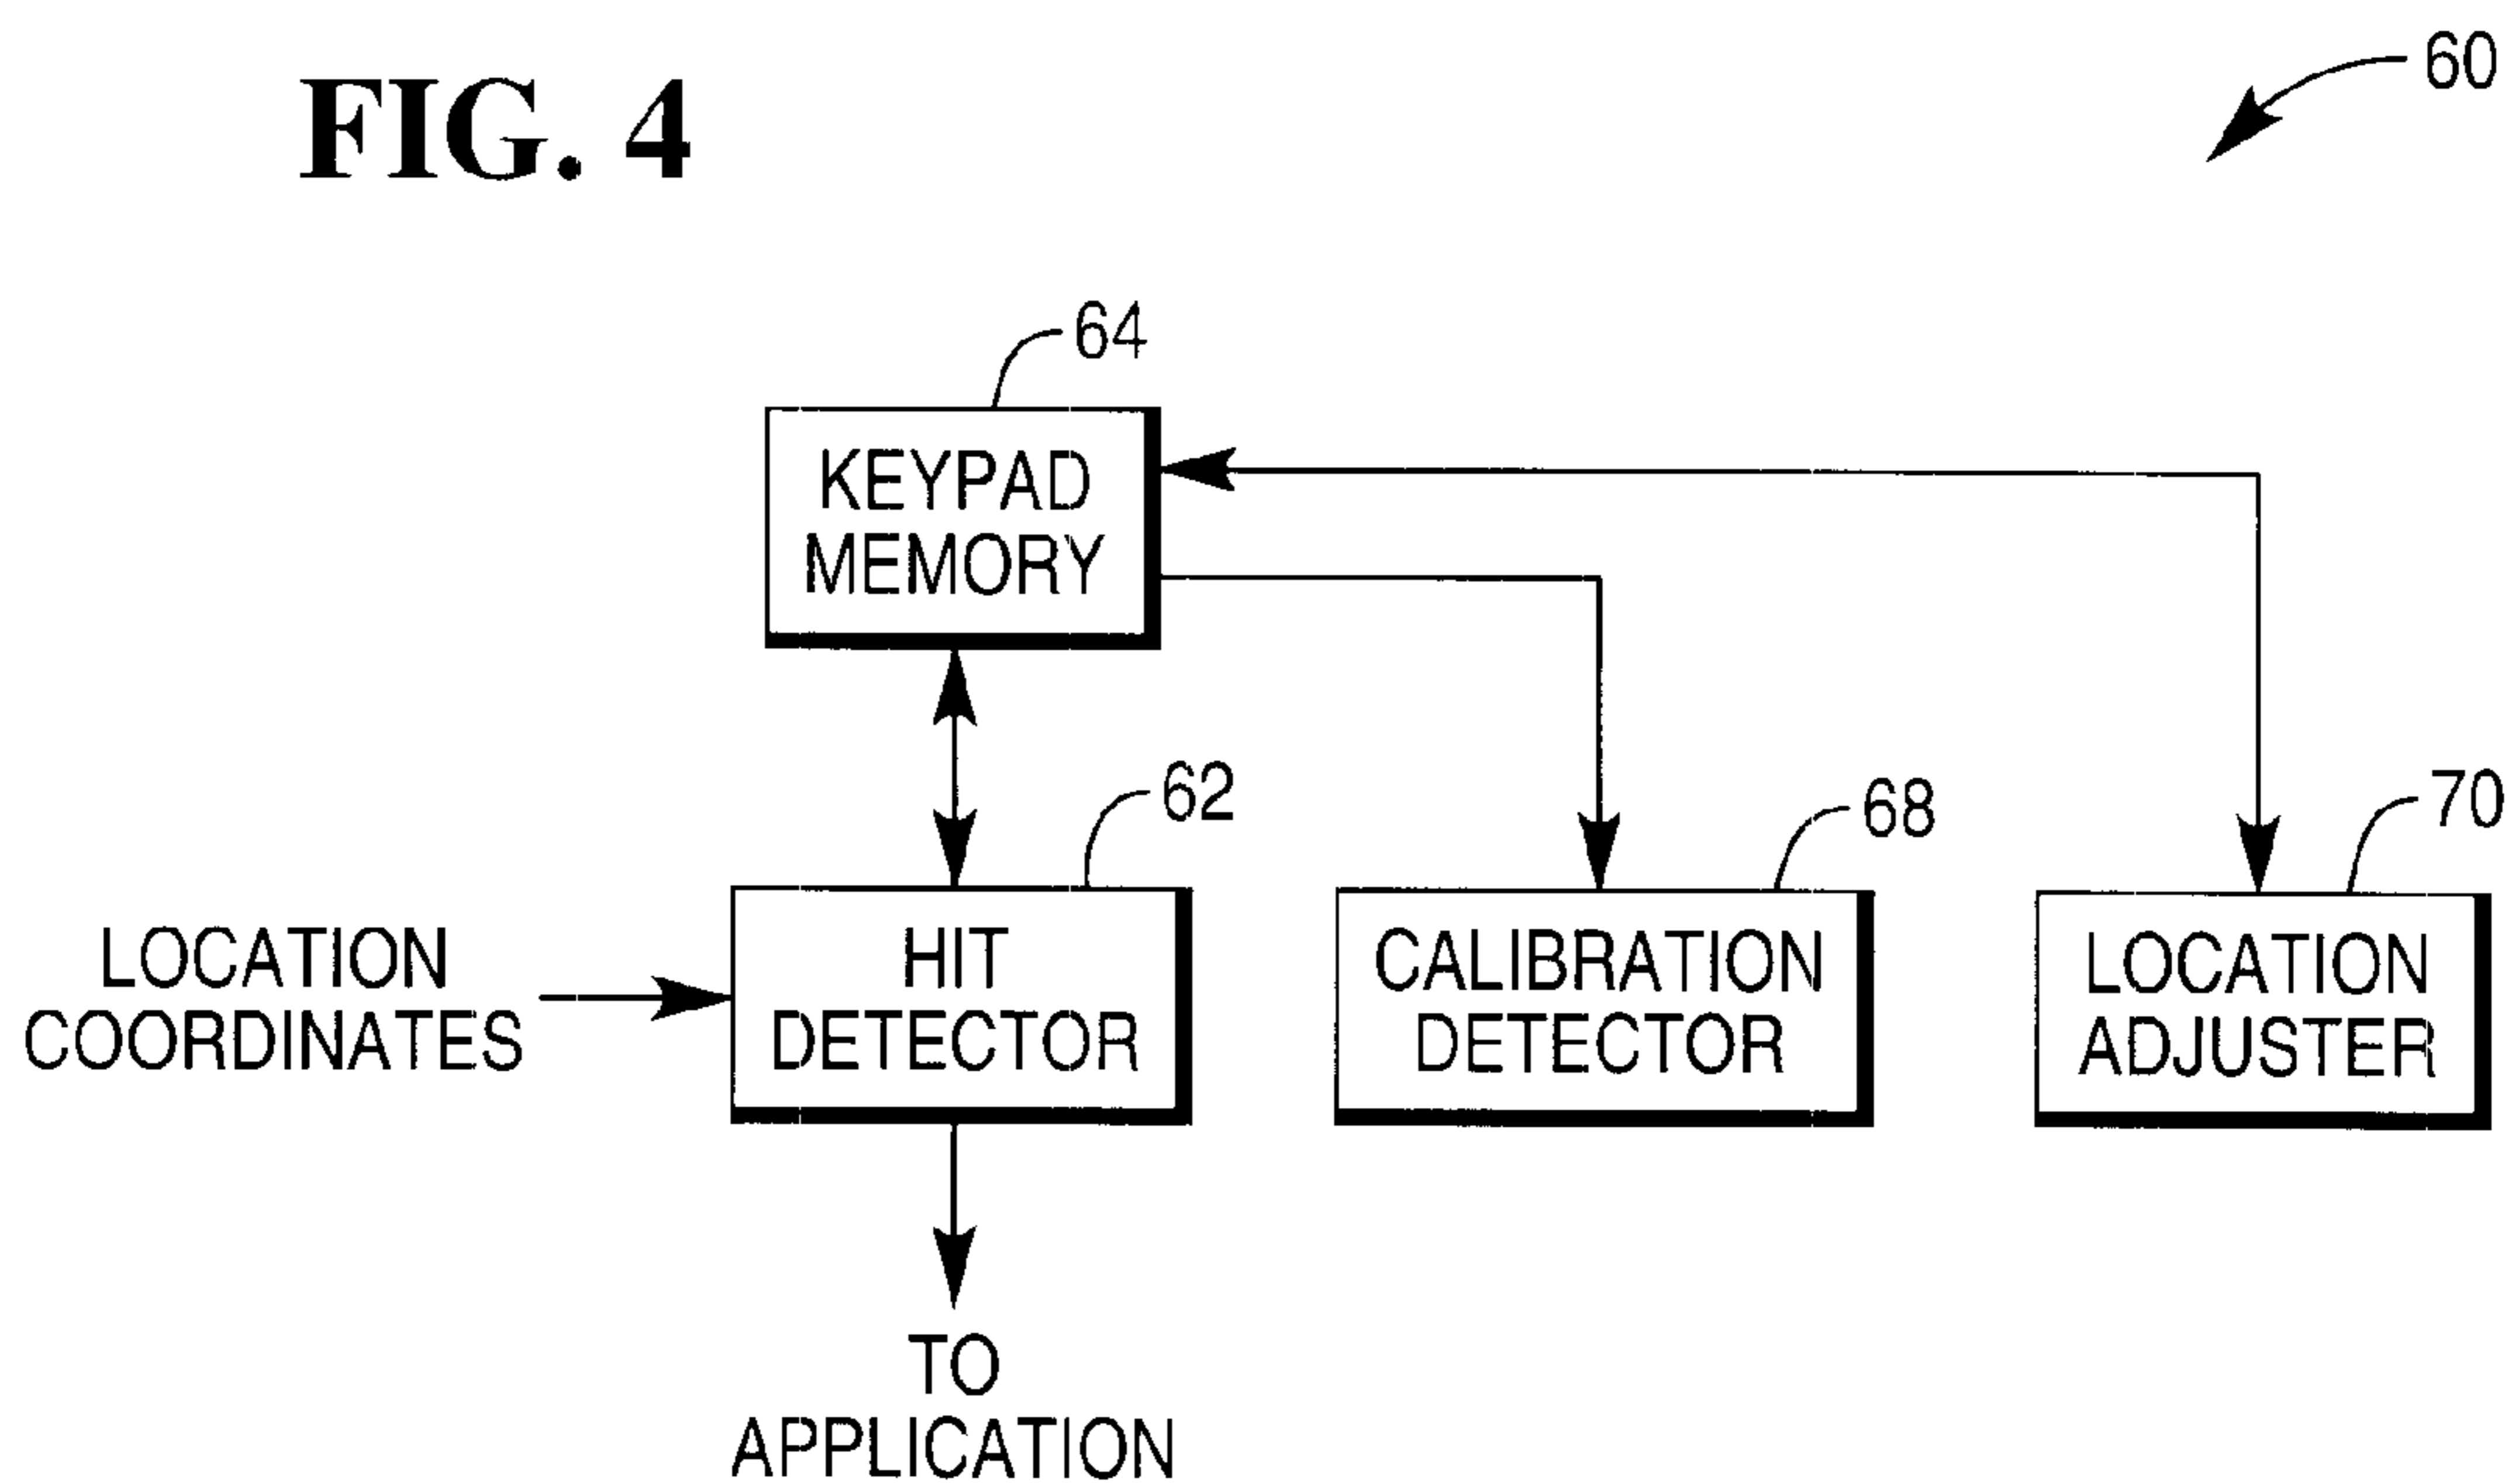 FIG. 4
60
64
KEYPAD
MEMORY
62
68
70
LOCATION
COORDINATES
HIT
DETECTOR
CALIBRATION
DETECTOR
LOCATION
ADJUSTER
TO
APPLICATION